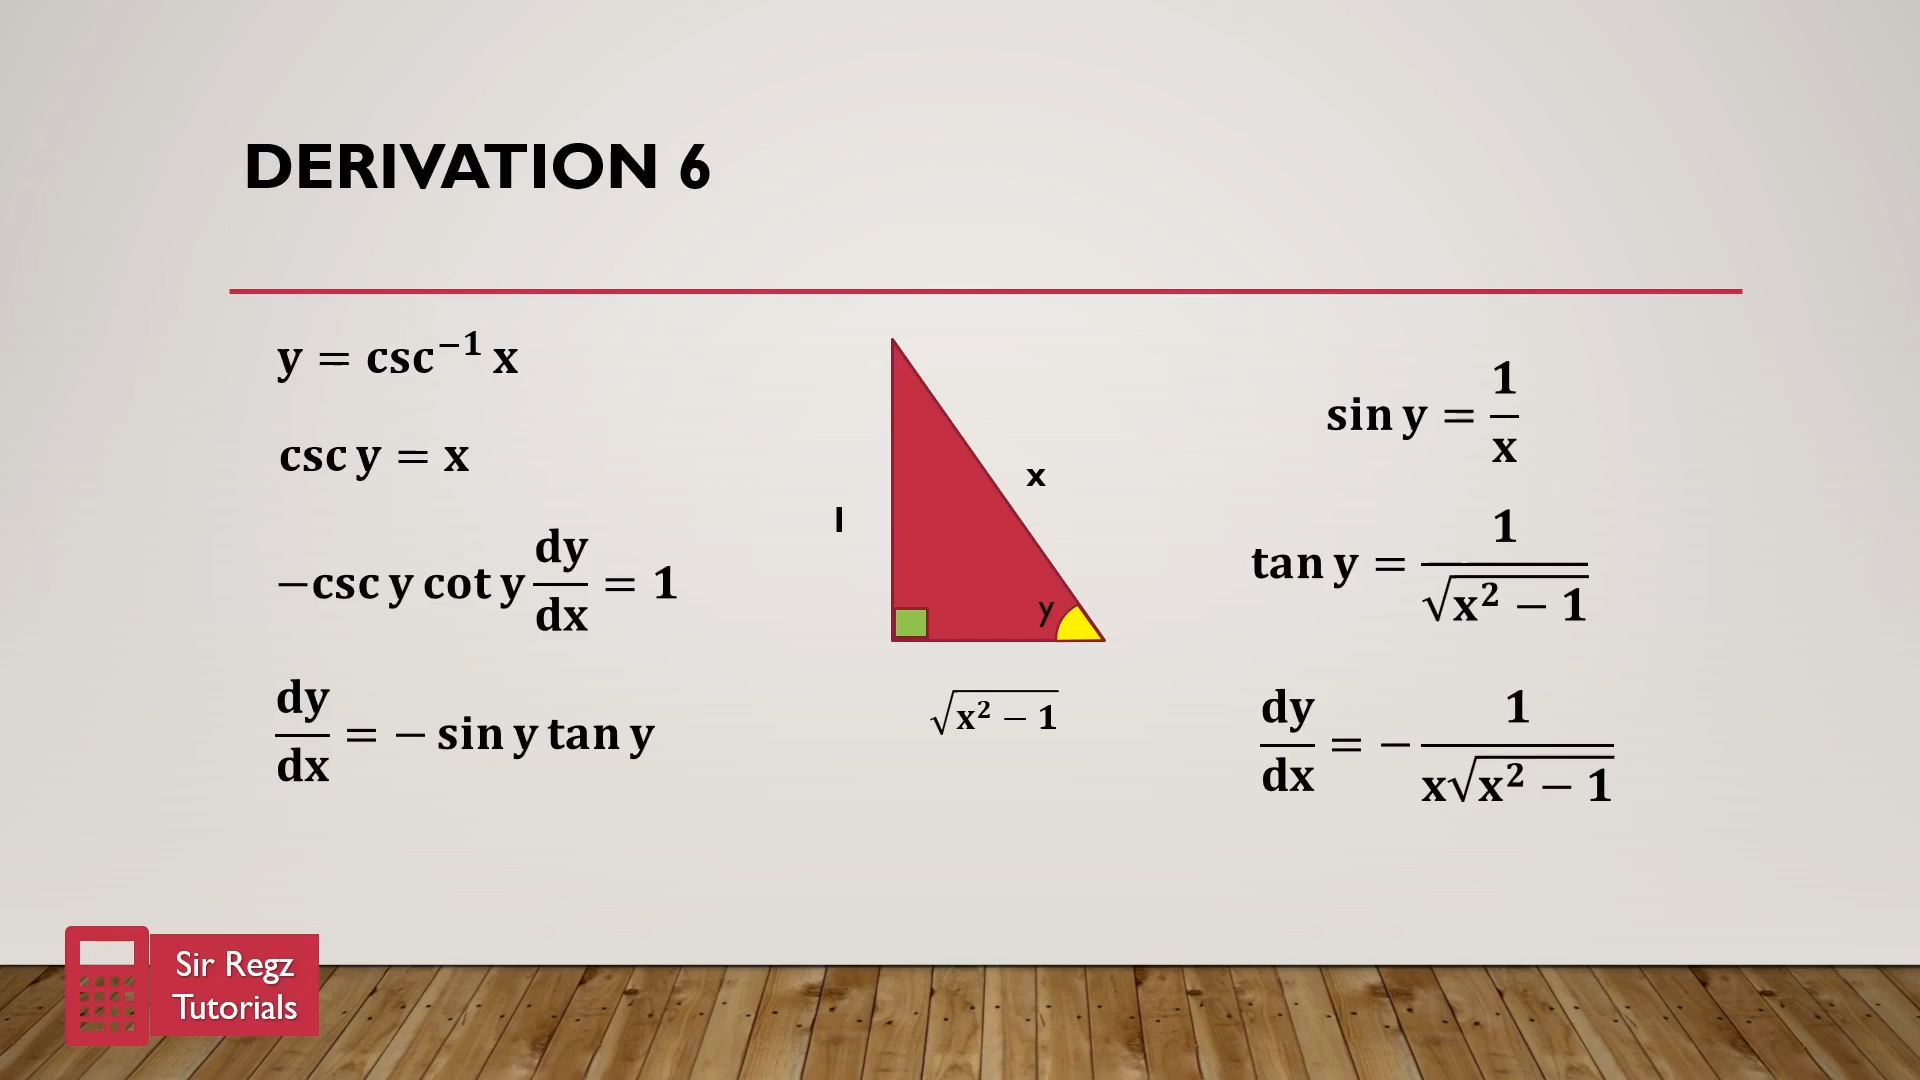 DERIVATION 6
y = csc⁻¹ x
csc y = x
−csc y cot y dy/dx = 1
dy/dx = − sin y tan y
1
x
y
√(x² − 1)
sin y = 1/x
tan y = 1/√(x² − 1)
dy/dx = − 1/(x√(x² − 1))
Sir Regz
Tutorials